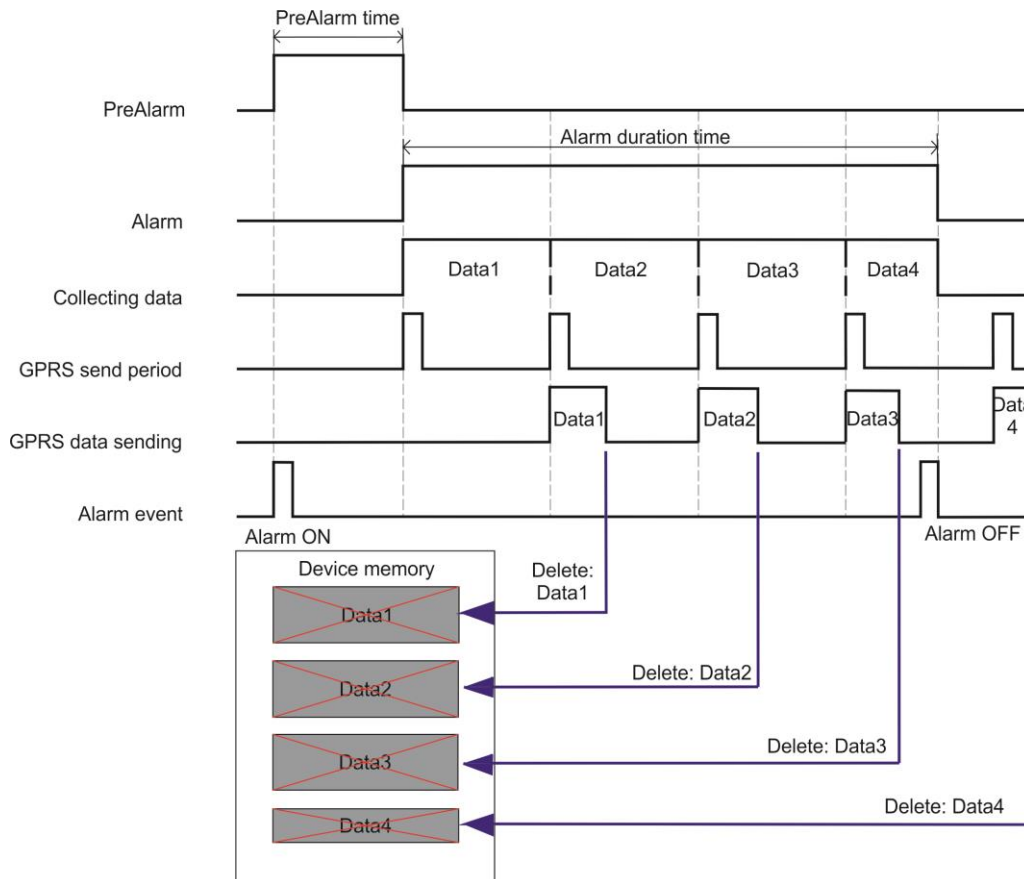 PreAlarm time
PreAlarm
Alarm duration time
Alarm
Data1 Data2 Data3 Data4
Collecting data
GPRS send period
Data1 Data2 Data3 Data
4
GPRS data sending
Alarm event
Alarm ON
Alarm OFF
Device memory
Delete:
Data1
Data1
Delete: Data2
Data2
Delete: Data3
Data3
Delete: Data4
Data4